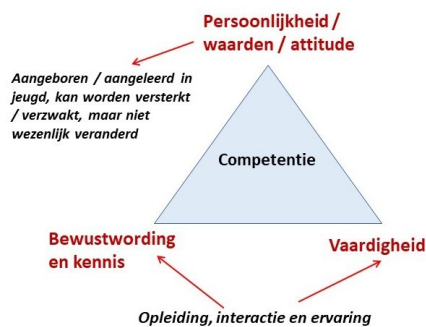 Persoonlijkheid /
waarden / attitude
Aangeboren / aangeleerd in
jeugd, kan worden versterkt
/ verzwakt, maar niet
wezenlijk veranderd
Competentie
Bewustwording
en kennis
Vaardigheid
Opleiding, interactie en ervaring